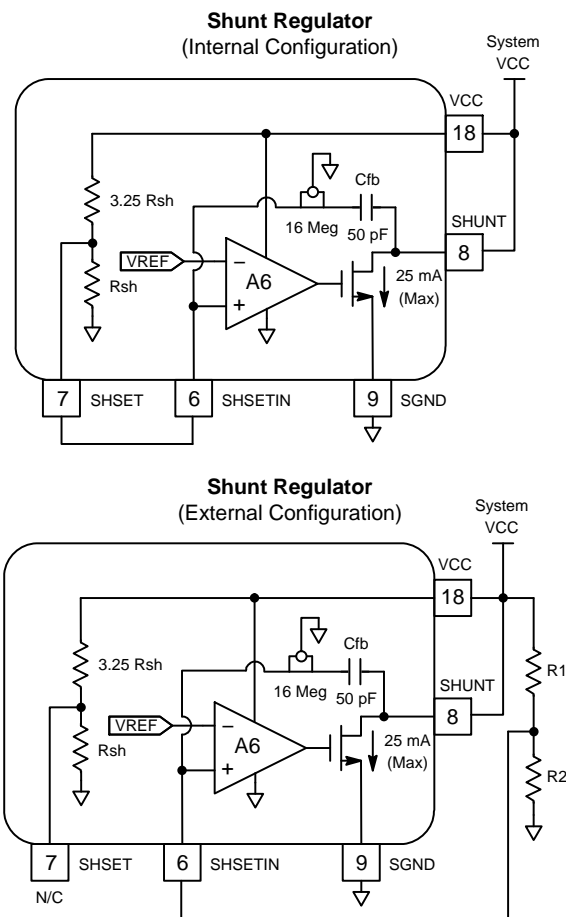 Shunt Regulator
(Internal Configuration)
System
VCC
VCC
18
3.25 Rsh
Cfb
16 Meg
50 pF
SHUNT
8
VREF
−
A6
+
25 mA
(Max)
Rsh
7
SHSET
6
SHSETIN
9
SGND
Shunt Regulator
(External Configuration)
System
VCC
VCC
18
3.25 Rsh
Cfb
16 Meg
50 pF
R1
SHUNT
8
VREF
−
A6
+
25 mA
(Max)
Rsh
R2
7
SHSET
6
SHSETIN
9
SGND
N/C